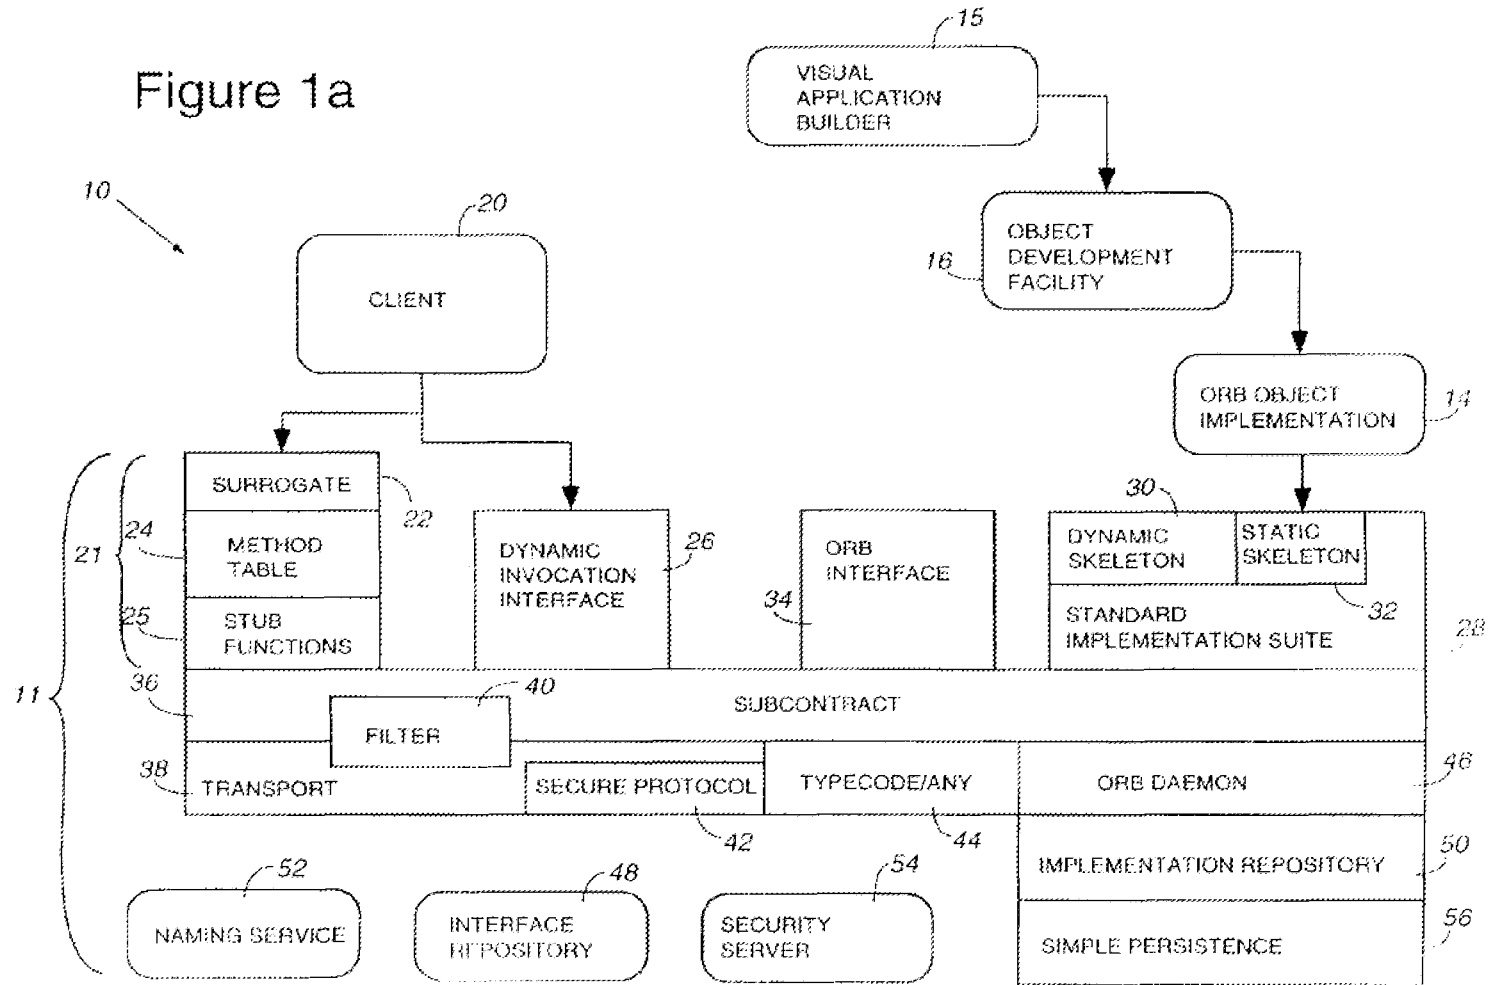 15
VISUAL
APPLICATION
BUILDER
Figure 1a
10
20
CLIENT
OBJECT
DEVELOPMENT
FACILITY
16
ORB OBJECT
IMPLEMENTATION
14
SURROGATE
22
21
24
METHOD
TABLE
25
STUB
FUNCTIONS
DYNAMIC
INVOCATION
INTERFACE
26
ORB
INTERFACE
34
30
DYNAMIC
SKELETON
STATIC
SKELETON
32
STANDARD
IMPLEMENTATION SUITE
28
11
36
40
SUBCONTRACT
FILTER
38
TRANSPORT
SECURE PROTOCOL
42
TYPECODE/ANY
44
ORB DAEMON
46
52
NAMING SERVICE
48
INTERFACE
REPOSITORY
54
SECURITY
SERVER
IMPLEMENTATION REPOSITORY
50
SIMPLE PERSISTENCE
56